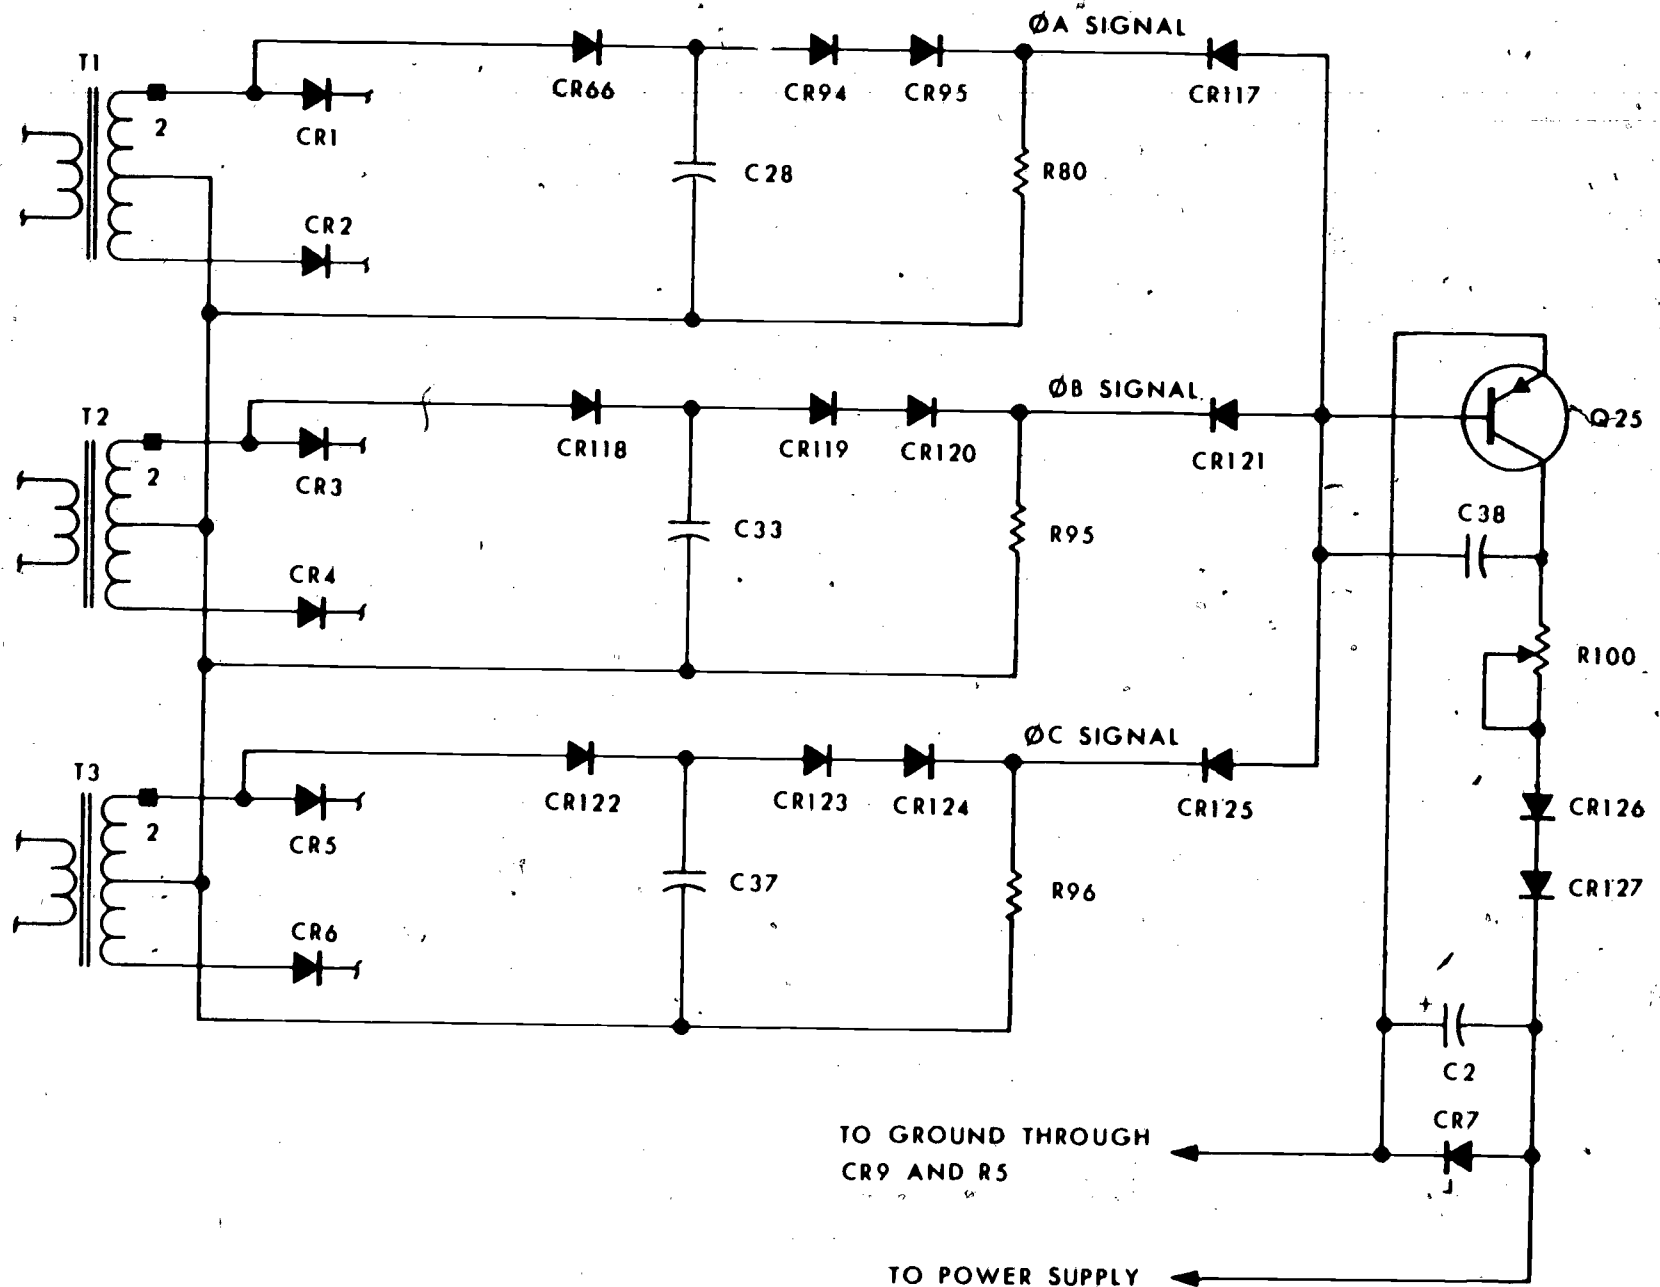 ØA SIGNAL
T1
2
CR1
CR66
CR94
CR95
CR117
C28
R80
CR2
ØB SIGNAL
T2
2
CR3
CR118
CR119
CR120
CR121
Q25
C33
R95
C38
CR4
R100
ØC SIGNAL
T3
2
CR5
CR122
CR123
CR124
CR125
CR126
C37
R96
CR127
CR6
+
C2
CR7
TO GROUND THROUGH
CR9 AND R5
TO POWER SUPPLY